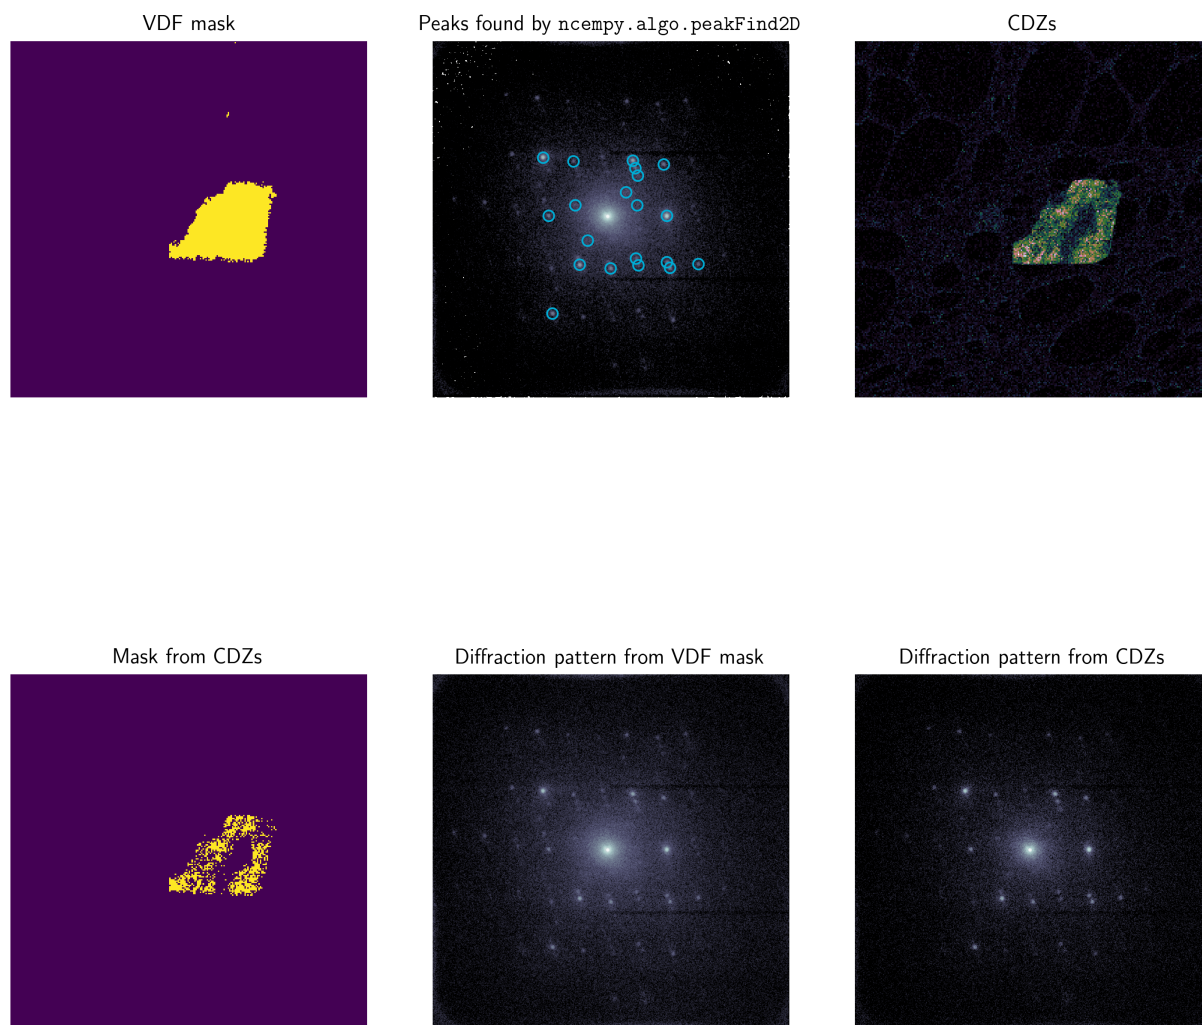 VDF mask
Peaks found by ncempy.algo.peakFind2D
CDZs
Mask from CDZs
Diffraction pattern from VDF mask
Diffraction pattern from CDZs